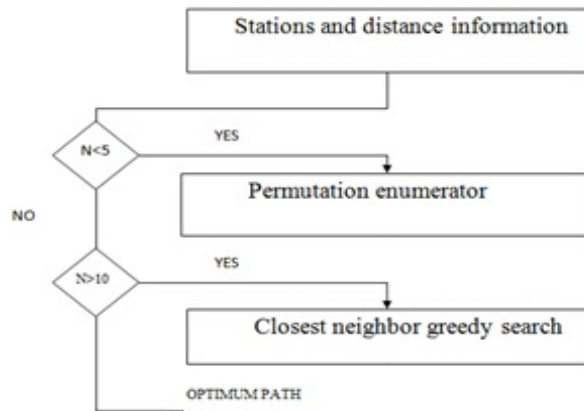 Stations and distance information
N<5
YES
Permutation enumerator
NO
N>10
YES
Closest neighbor greedy search
OPTIMUM PATH